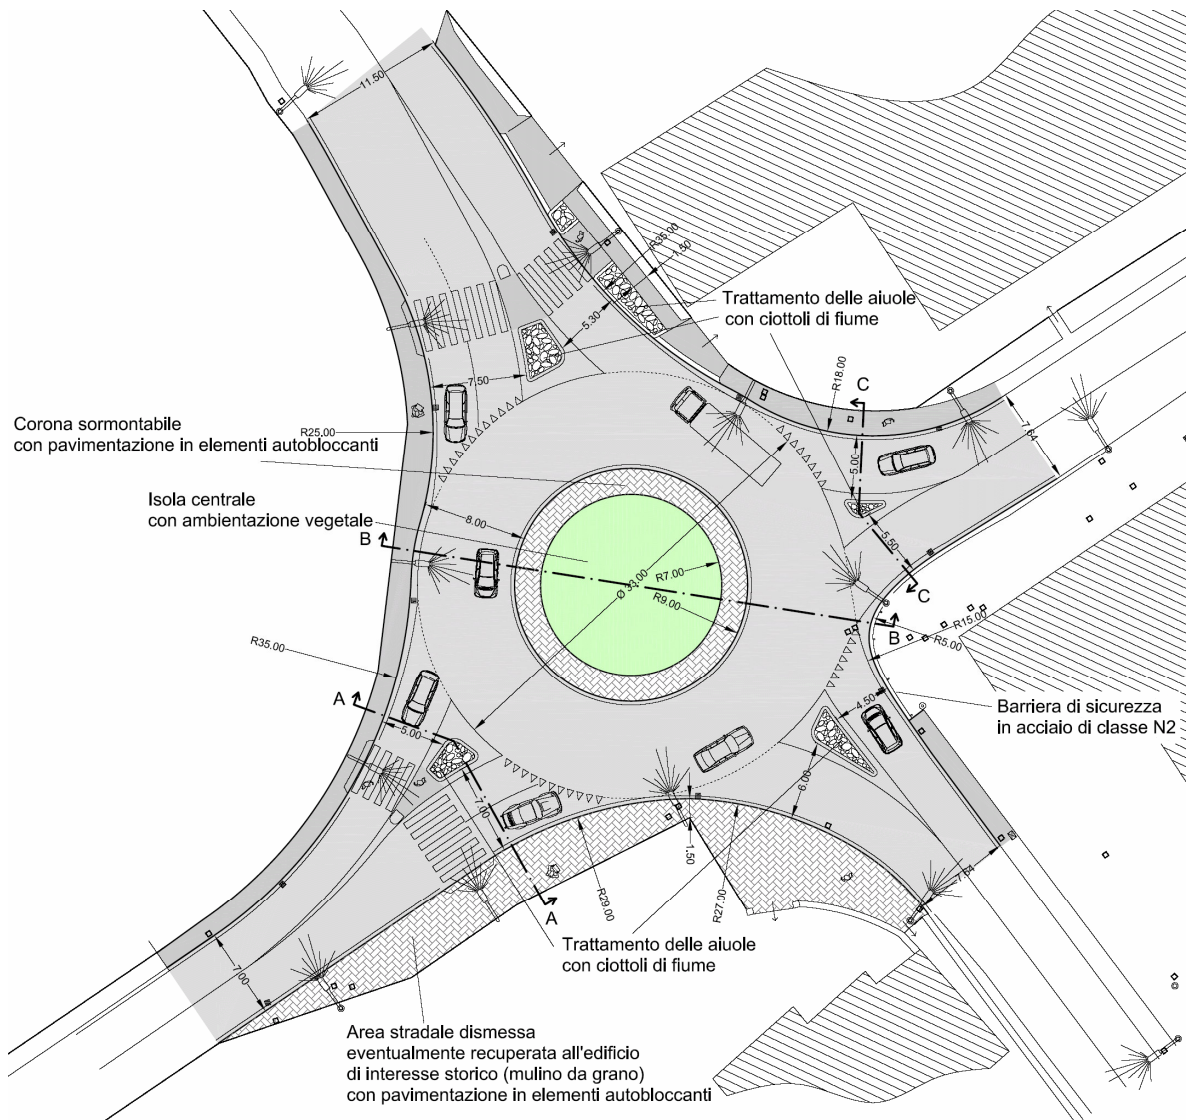 11.50
R35.00
1.50
Trattamento delle aiuole
con ciottoli di fiume
5.30
7.50
R18.00
C
7.64
Corona sormontabile
con pavimentazione in elementi autobloccanti
R25.00
5.00
Isola centrale
con ambientazione vegetale
8.00
B
5.50
R7.00
Ø 33.00
R9.00
C
B
R15.00
R5.00
R35.00
A
4.50
Barriera di sicurezza
in acciaio di classe N2
5.00
7.00
6.00
1.50
7.64
R29.00
R27.00
A
7.00
Trattamento delle aiuole
con ciottoli di fiume
Area stradale dismessa
eventualmente recuperata all'edificio
di interesse storico (mulino da grano)
con pavimentazione in elementi autobloccanti